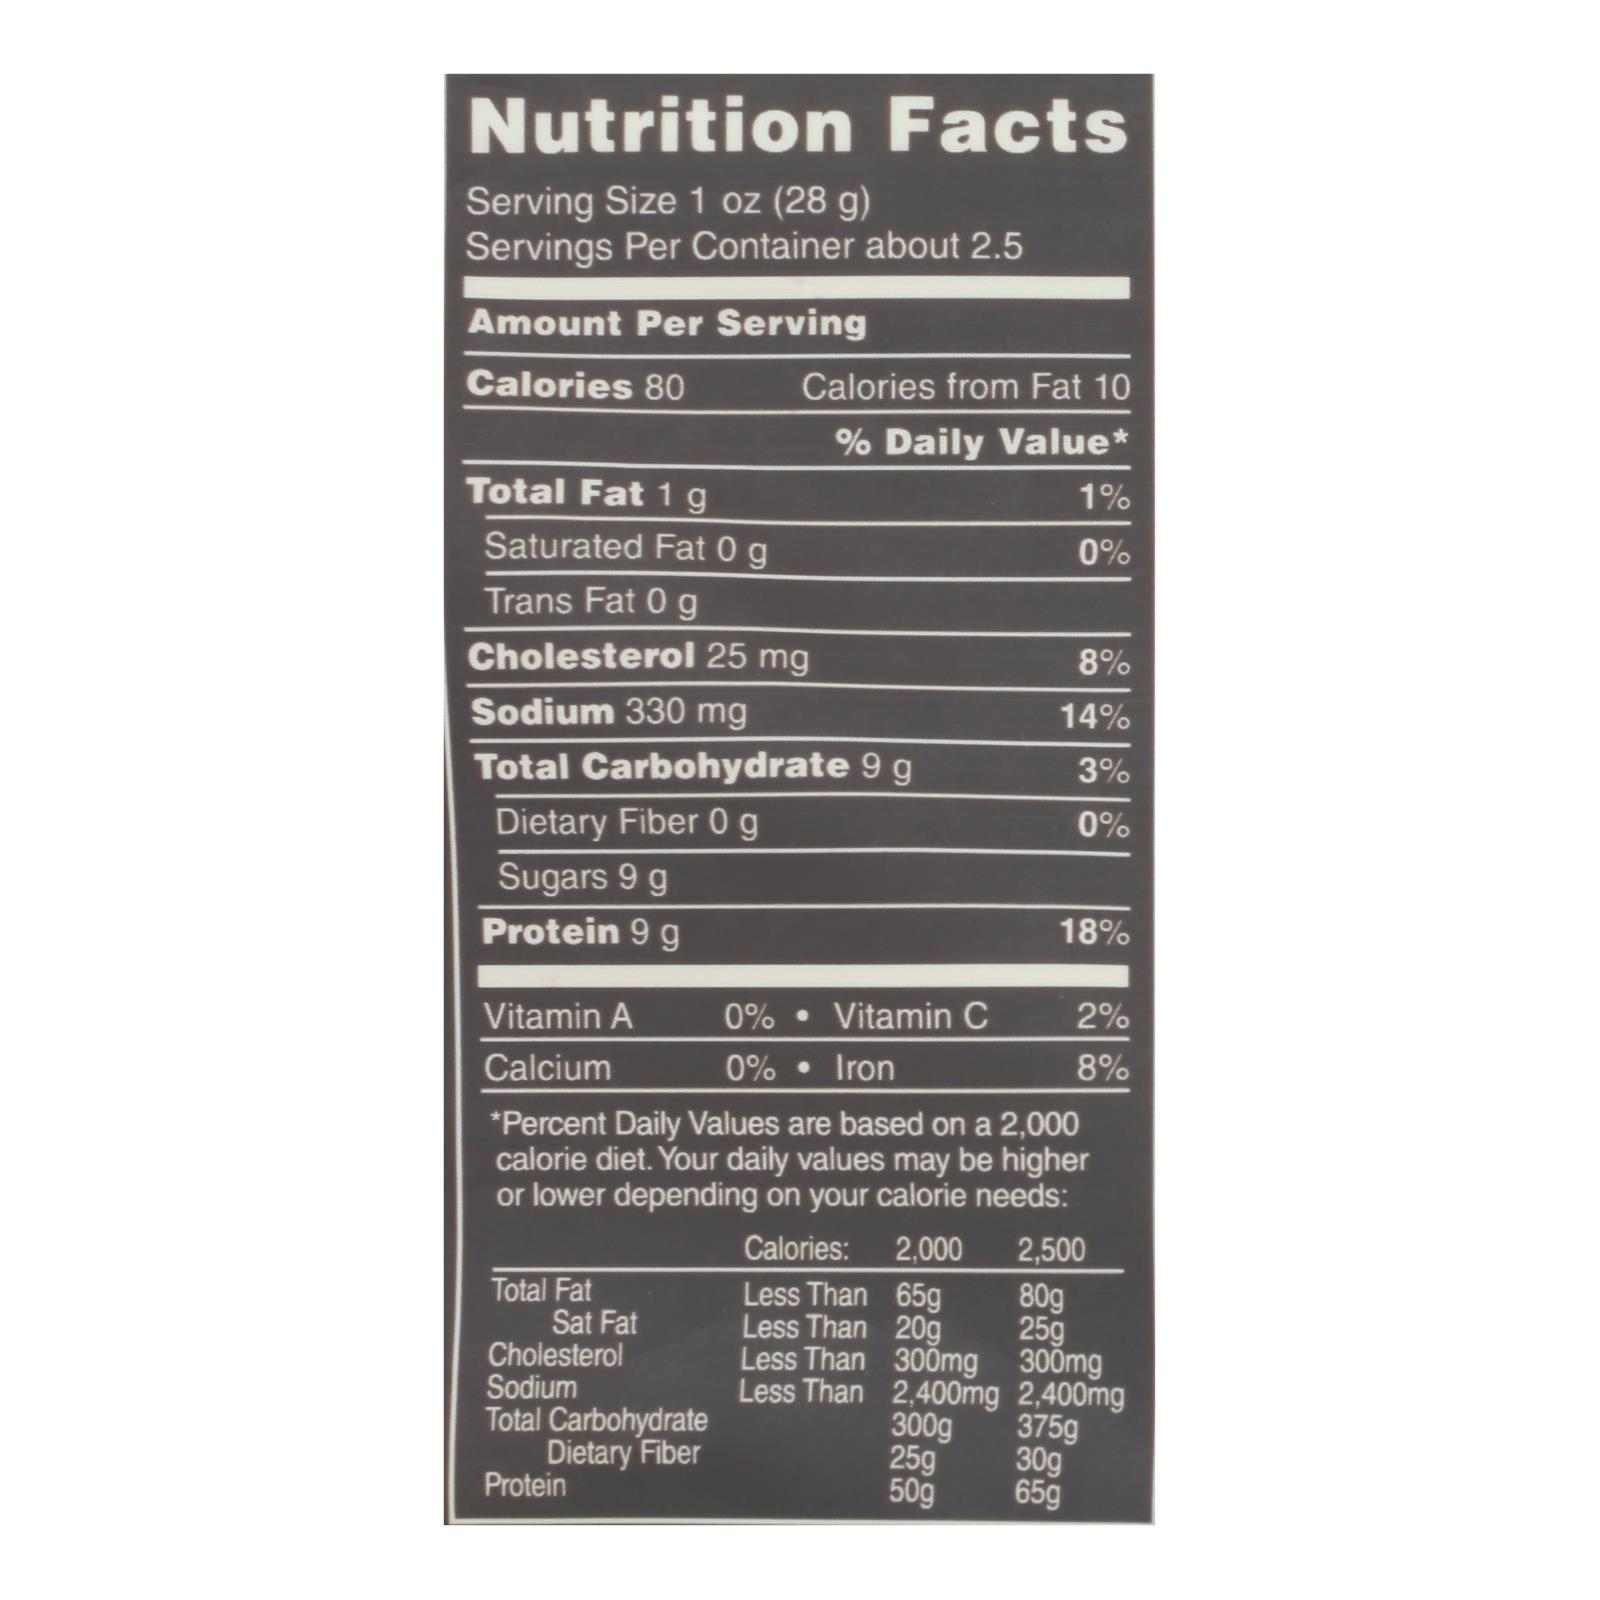 Nutrition Facts
Serving Size 1 oz (28 g)
Servings Per Container about 2.5
Amount Per Serving
Calories 80 Calories from Fat 10
% Daily Value*
Total Fat 1 g 1%
Saturated Fat 0 g 0%
Trans Fat 0 g
Cholesterol 25 mg 8%
Sodium 330 mg 14%
Total Carbohydrate 9 g 3%
Dietary Fiber 0 g 0%
Sugars 9 g
Protein 9 g 18%
Vitamin A 0% • Vitamin C 2%
Calcium 0% • Iron 8%
*Percent Daily Values are based on a 2,000
calorie diet. Your daily values may be higher
or lower depending on your calorie needs:
Calories: 2,000 2,500
Total Fat Less Than 65g 80g
Sat Fat Less Than 20g 25g
Cholesterol Less Than 300mg 300mg
Sodium Less Than 2,400mg 2,400mg
Total Carbohydrate 300g 375g
Dietary Fiber 25g 30g
Protein 50g 65g